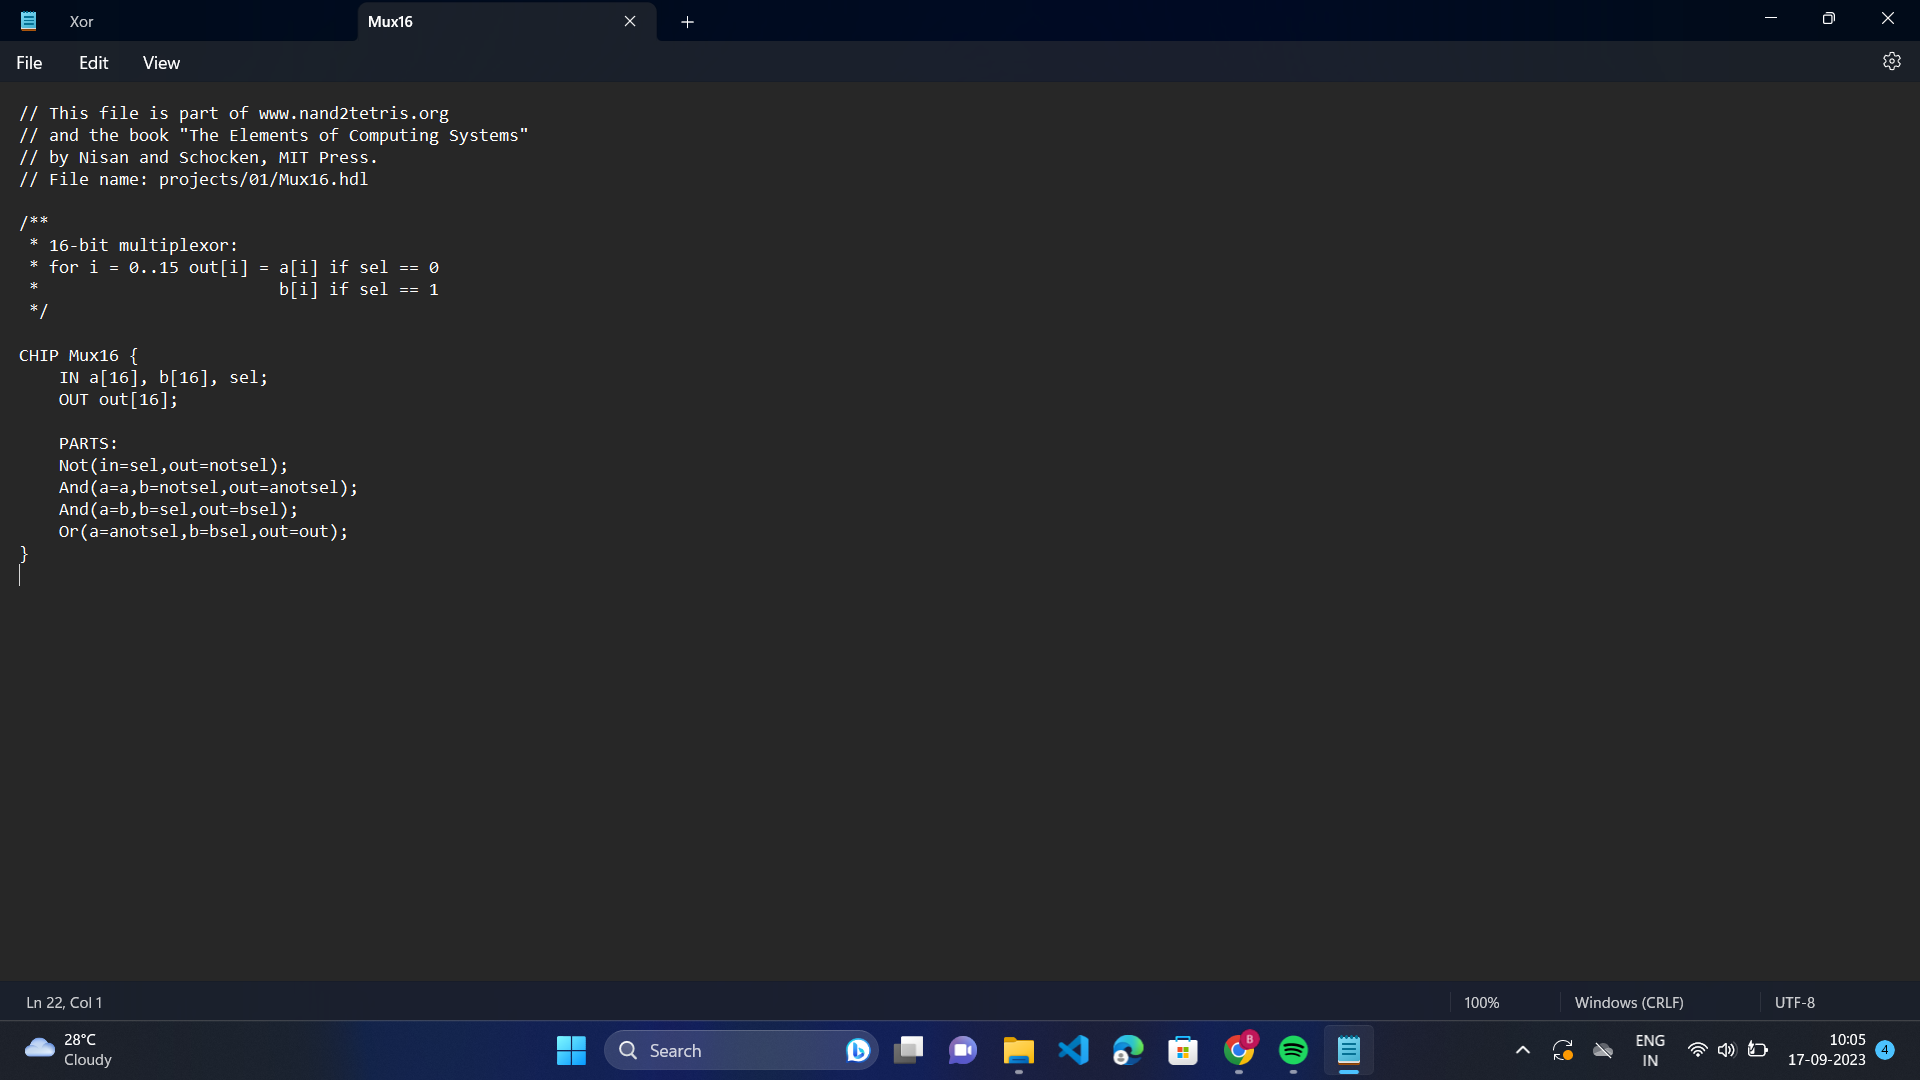 Xor
Mux16
File Edit View
// This file is part of www.nand2tetris.org
// and the book "The Elements of Computing Systems"
// by Nisan and Schocken, MIT Press.
// File name: projects/01/Mux16.hdl
/**
 * 16-bit multiplexor:
 * for i = 0..15 out[i] = a[i] if sel == 0
 *                        b[i] if sel == 1
 */
CHIP Mux16 {
    IN a[16], b[16], sel;
    OUT out[16];
    PARTS:
    Not(in=sel,out=notsel);
    And(a=a,b=notsel,out=anotsel);
    And(a=b,b=sel,out=bsel);
    Or(a=anotsel,b=bsel,out=out);
}
Ln 22, Col 1
100%
Windows (CRLF)
UTF-8
28°C
Cloudy
Search
B
ENG
IN
10:05
17-09-2023
4